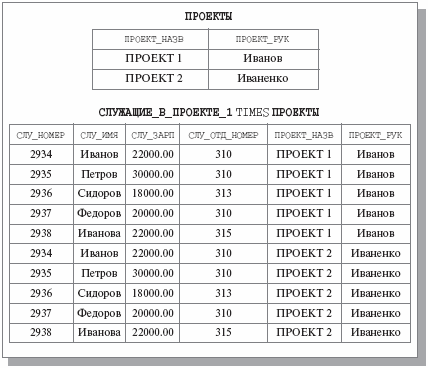 ПРОЕКТЫ
ПРОЕКТ_НАЗВ ПРОЕКТ_РУК
ПРОЕКТ 1 Иванов
ПРОЕКТ 2 Иваненко
СЛУЖАЩИЕ_В_ПРОЕКТЕ_1 TIMES ПРОЕКТЫ
СЛУ_НОМЕР СЛУ_ИМЯ СЛУ_ЗАРП СЛУ_ОТД_НОМЕР ПРОЕКТ_НАЗВ ПРОЕКТ_РУК
2934 Иванов 22000.00 310 ПРОЕКТ 1 Иванов
2935 Петров 30000.00 310 ПРОЕКТ 1 Иванов
2936 Сидоров 18000.00 313 ПРОЕКТ 1 Иванов
2937 Федоров 20000.00 310 ПРОЕКТ 1 Иванов
2938 Иванова 22000.00 315 ПРОЕКТ 1 Иванов
2934 Иванов 22000.00 310 ПРОЕКТ 2 Иваненко
2935 Петров 30000.00 310 ПРОЕКТ 2 Иваненко
2936 Сидоров 18000.00 313 ПРОЕКТ 2 Иваненко
2937 Федоров 20000.00 310 ПРОЕКТ 2 Иваненко
2938 Иванова 22000.00 315 ПРОЕКТ 2 Иваненко